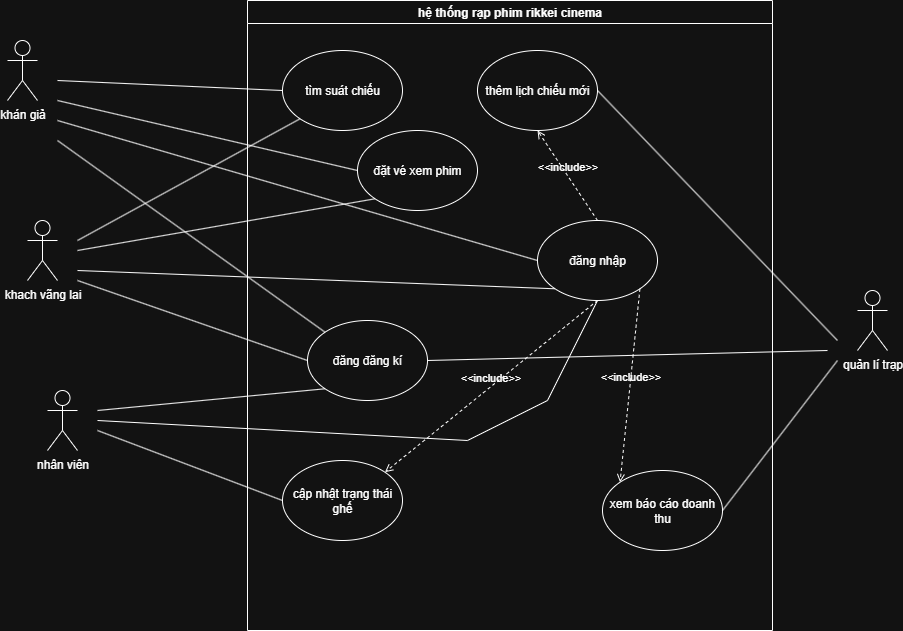 hệ thống rạp phim rikkei cinema
khán giả
tìm suát chiếu
thêm lịch chiếu mới
đặt vé xem phim
<<include>>
khach vãng lai
đăng nhập
đăng đăng kí
quản lí trạp
<<include>>
<<include>>
nhân viên
cập nhật trạng thái
ghế
xem báo cáo doanh
thu